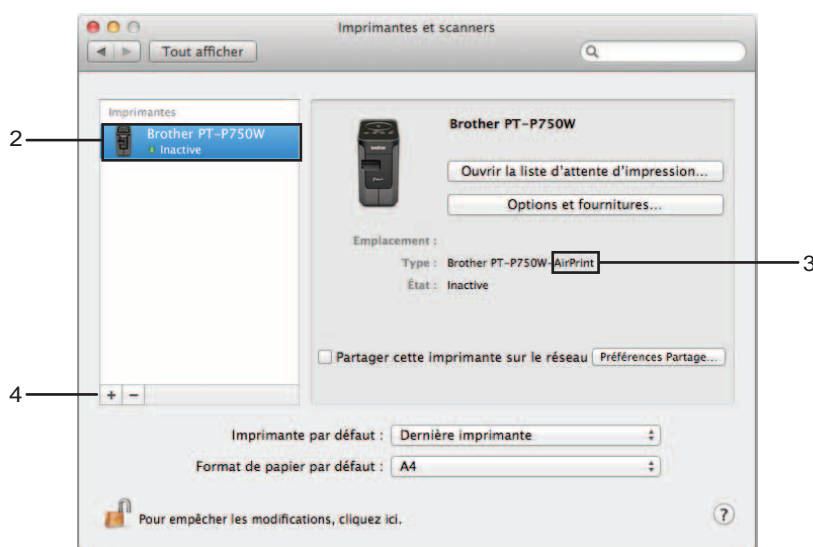 Imprimantes et scanners
Tout afficher
Imprimantes
2
Brother PT-P750W
Inactive
Brother PT-P750W
Ouvrir la liste d'attente d'impression...
Options et fournitures...
Emplacement :
Type : Brother PT-P750W-AirPrint
3
État : Inactive
Partager cette imprimante sur le réseau Préférences Partage...
4
+ −
Imprimante par défaut : Dernière imprimante
Format de papier par défaut : A4
Pour empêcher les modifications, cliquez ici.
?